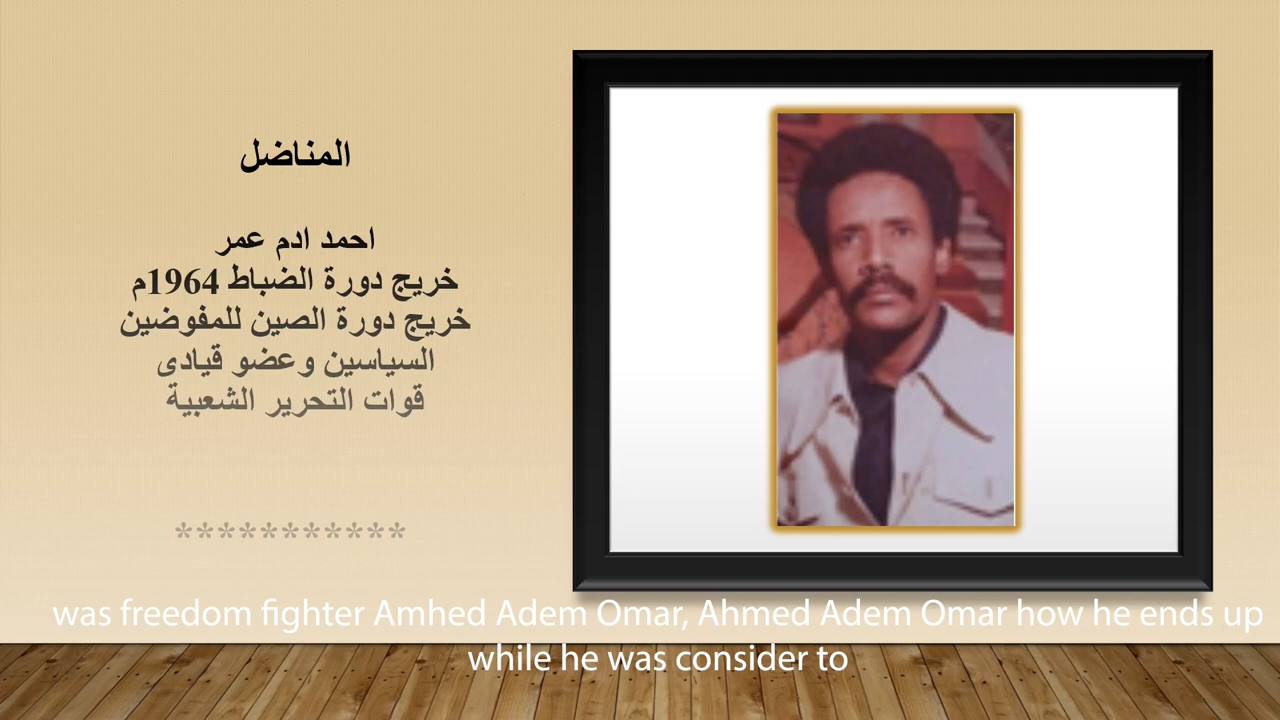 المناضل
احمد ادم عمر
خريج دورة الضباط 1964م
خريج دورة الصين للمفوضين
السياسين وعضو قيادى
قوات التحرير الشعبية
***********
was freedom fighter Amhed Adem Omar, Ahmed Adem Omar how he ends up
while he was consider to